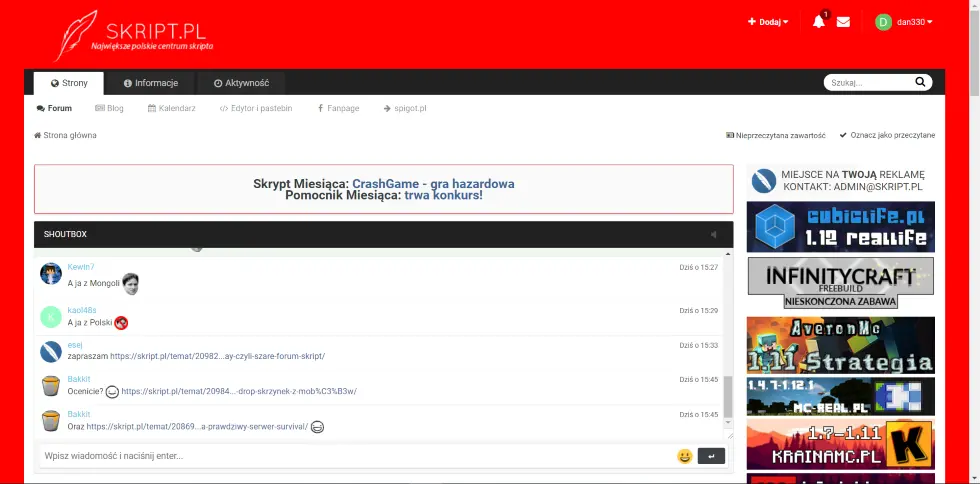 SKRIPT.PL
Największe polskie centrum skripta
Dodaj
1
D
dan330
Strony
Informacje
Aktywność
Szukaj...
Forum
Blog
Kalendarz
Edytor i pastebin
Fanpage
spigot.pl
Strona główna
Nieprzeczytana zawartość
Oznacz jako przeczytane
Skrypt Miesiąca: CrashGame - gra hazardowa
Pomocnik Miesiąca: trwa konkurs!
SHOUTBOX
Kewin7
Dziś o 15:27
A ja z Mongoli
K
kaol48s
Dziś o 15:29
A ja z Polski
esej
Dziś o 15:33
zapraszam https://skript.pl/temat/20982...ay-czyli-szare-forum-skript/
Bakkit
Dziś o 15:45
Ocenicie? https://skript.pl/temat/20984...-drop-skrzynek-z-mob%C3%B3w/
Bakkit
Dziś o 15:45
Oraz https://skript.pl/temat/20869...a-prawdziwy-serwer-survival/
Wpisz wiadomość i naciśnij enter...
MIEJSCE NA TWOJĄ REKLAMĘ
KONTAKT: ADMIN@SKRIPT.PL
cubiclife.pl
1.12 reallife
INFINITYCRAFT
FREEBUILD
NIESKONCZONA ZABAWA
AveronMc
1.11 Strategia
1.4.7-1.12.1
MC-REAL.PL
1.7-1.11
KRAINAMC.PL
K